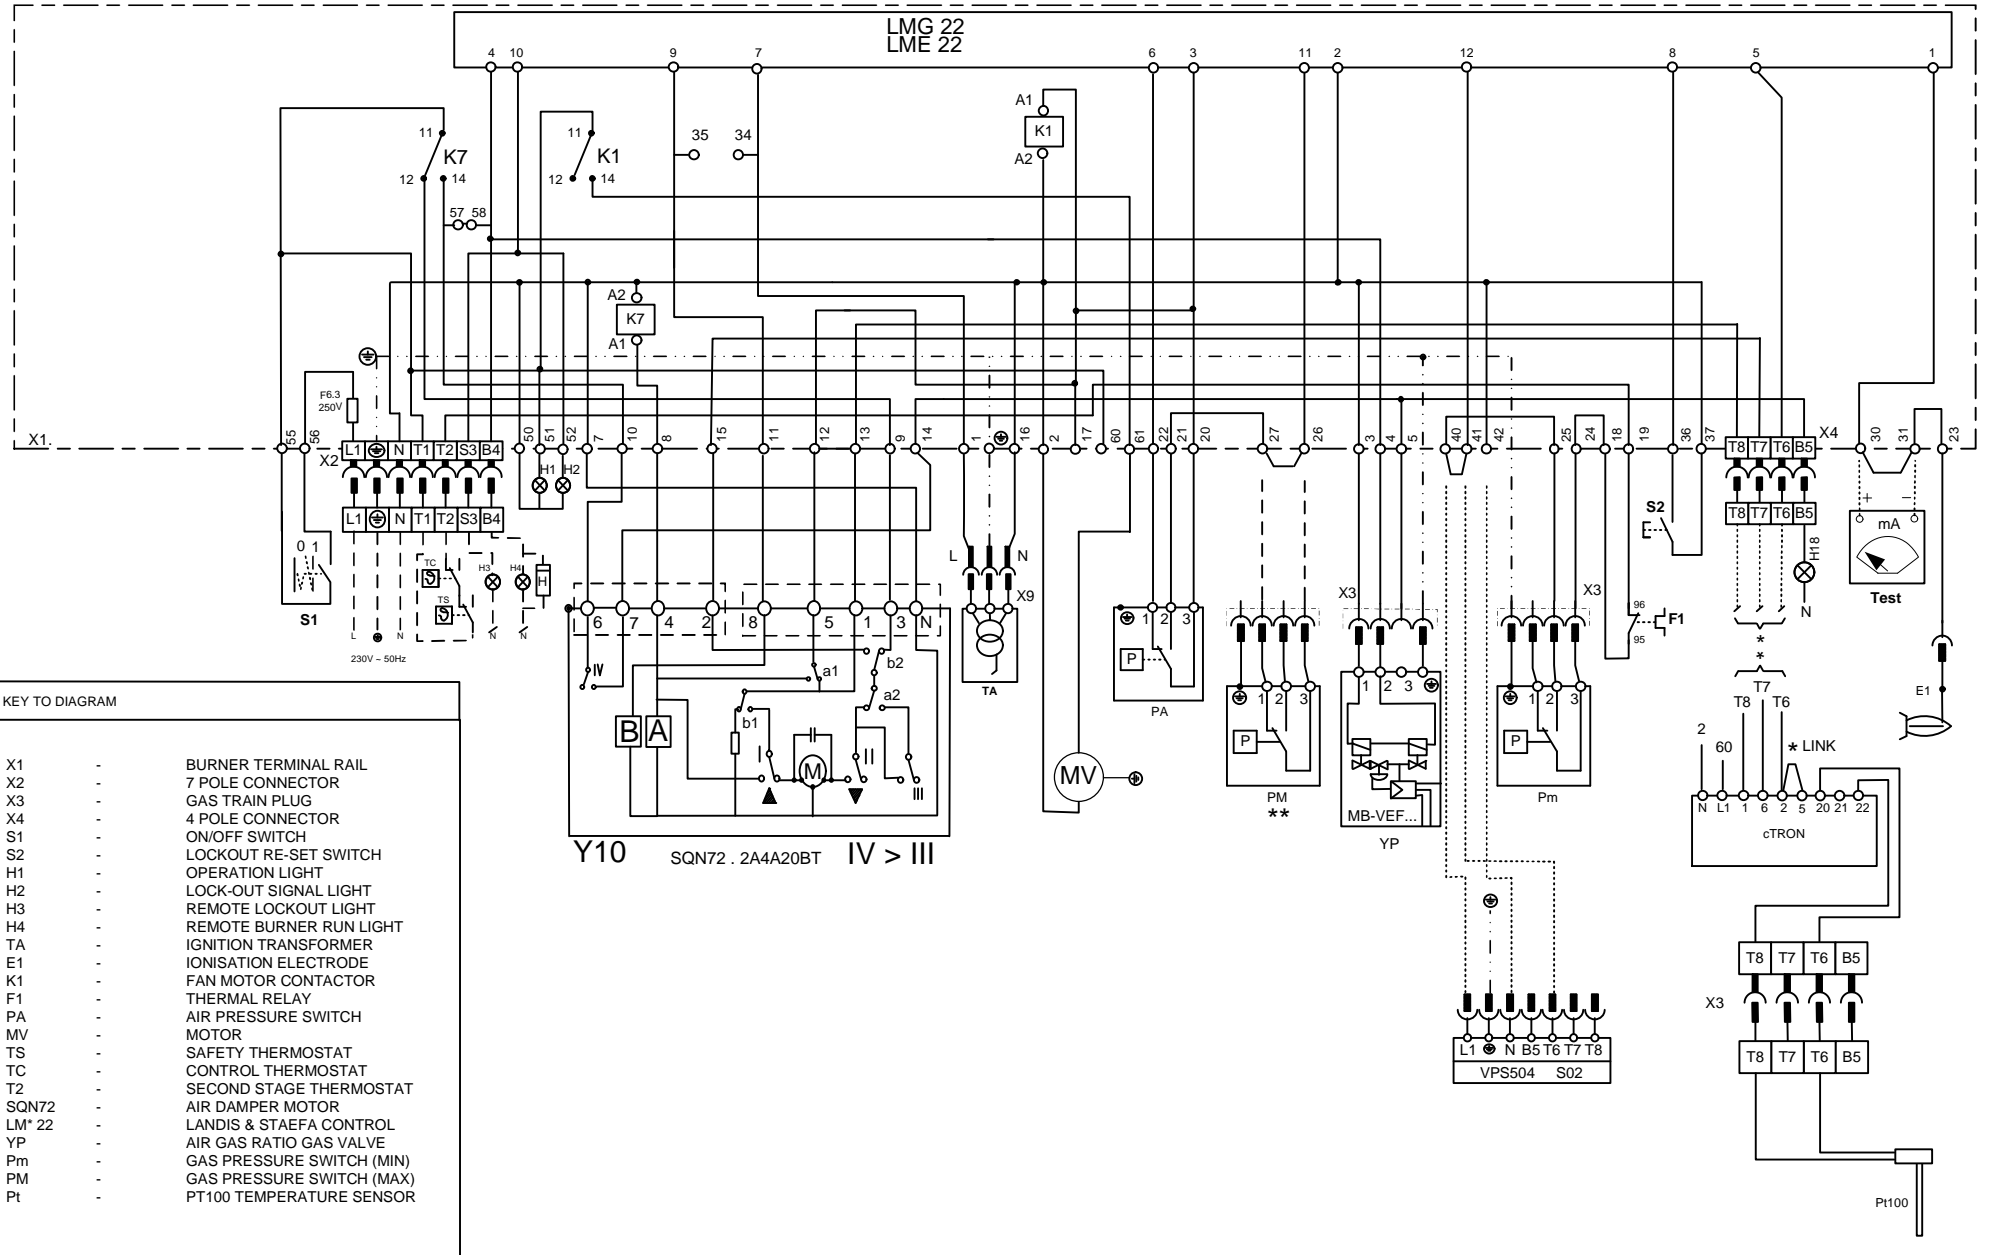 LMG 22
LME 22
4 10 9 7 6 3 11 2 12 8 5 1
11
K7
12 14
57 58
11
K1
12 14
35 34
A1
K1
A2
A2
K7
A1
F6.3
250V
X1.
55 56
X2
L1 N T1 T2 S3 B4
50 51 52 7 10 8 15 11 12 13 9 14 1 16 2 17 60 61 22 21 20 27 26 3 4 5 40 41 42 25 24 18 19 36 37
T8 T7 T6 B5
X4
30 31 23
H1 H2
L1 N T1 T2 S3 B4
0 1
S1
TC
TS
H3
H4
H
L N N N
230V ~ 50Hz
6 7 4 2 8 5 1 3 N
IV
a1
b2
a2
b1
B A
I
M
II
III
Y10
SQN72 . 2A4A20BT
IV > III
L N
X9
TA
MV
1 2 3
P
PA
1 2 3
P
PM
**
X3
1 2 3
MB-VEF...
YP
X3
1 2 3
P
Pm
96
F1
95
S2
T8 T7 T6 B5
H18
N
*
*
T7
T8 T6
2
60
* LINK
N L1 1 6 2 5 20 21 22
cTRON
+ −
mA
Test
E1
L1 N B5 T6 T7 T8
VPS504 S02
T8 T7 T6 B5
X3
T8 T7 T6 B5
Pt100
KEY TO DIAGRAM
X1 - BURNER TERMINAL RAIL
X2 - 7 POLE CONNECTOR
X3 - GAS TRAIN PLUG
X4 - 4 POLE CONNECTOR
S1 - ON/OFF SWITCH
S2 - LOCKOUT RE-SET SWITCH
H1 - OPERATION LIGHT
H2 - LOCK-OUT SIGNAL LIGHT
H3 - REMOTE LOCKOUT LIGHT
H4 - REMOTE BURNER RUN LIGHT
TA - IGNITION TRANSFORMER
E1 - IONISATION ELECTRODE
K1 - FAN MOTOR CONTACTOR
F1 - THERMAL RELAY
PA - AIR PRESSURE SWITCH
MV - MOTOR
TS - SAFETY THERMOSTAT
TC - CONTROL THERMOSTAT
T2 - SECOND STAGE THERMOSTAT
SQN72 - AIR DAMPER MOTOR
LM* 22 - LANDIS & STAEFA CONTROL
YP - AIR GAS RATIO GAS VALVE
Pm - GAS PRESSURE SWITCH (MIN)
PM - GAS PRESSURE SWITCH (MAX)
Pt - PT100 TEMPERATURE SENSOR